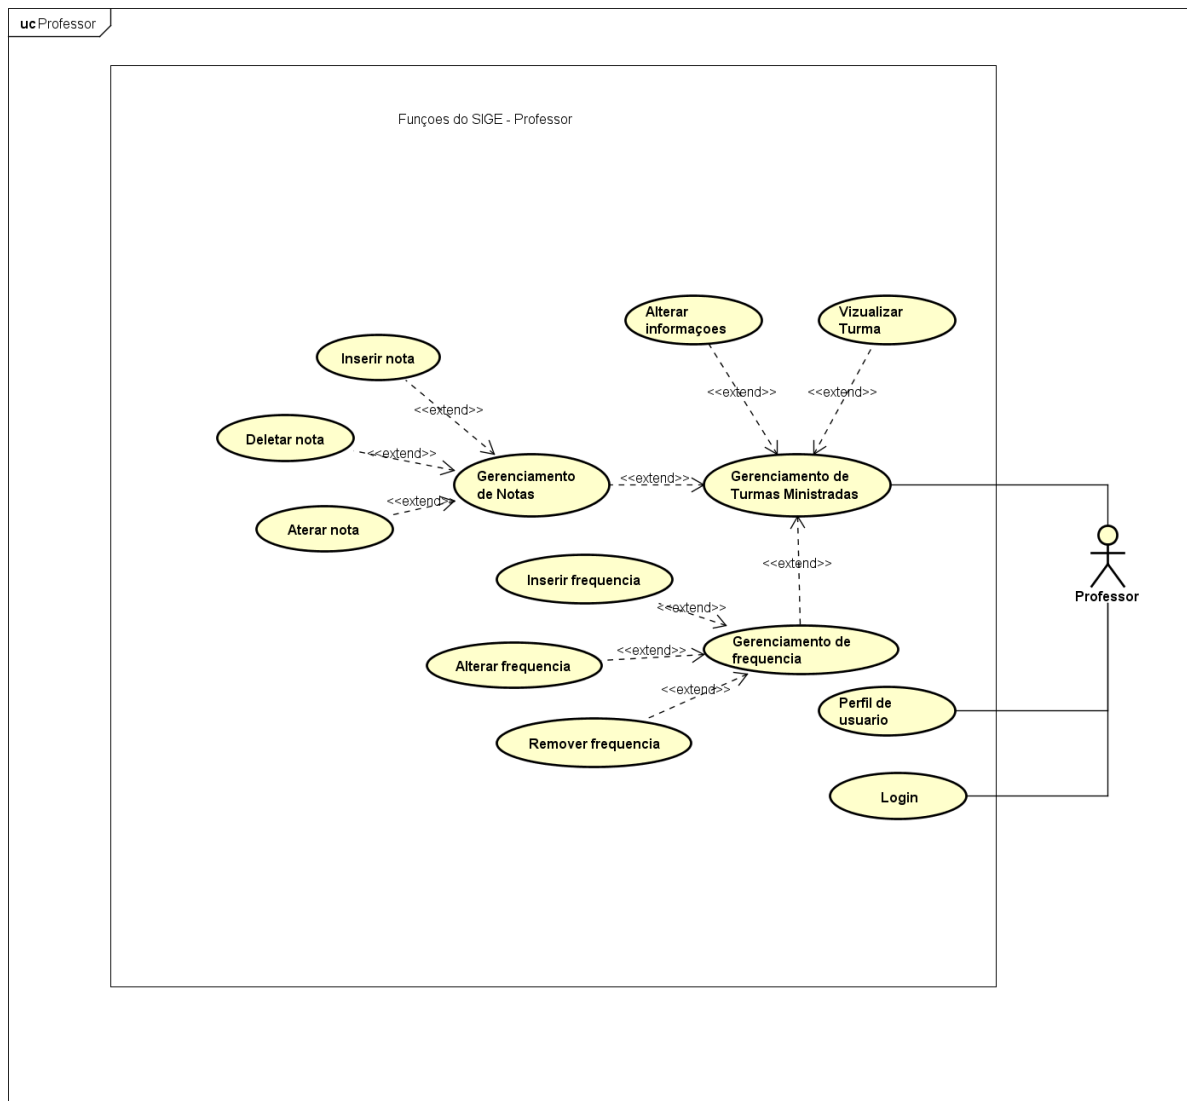 uc Professor
Funçoes do SIGE - Professor
Alterar
informaçoes
Vizualizar
Turma
Inserir nota
<<extend>>
<<extend>>
<<extend>>
Deletar nota
<<extend>>
Gerenciamento
de Notas
<<extend>>
Gerenciamento de
Turmas Ministradas
<<extend>>
Aterar nota
<<extend>>
Inserir frequencia
Professor
<<extend>>
Gerenciamento de
frequencia
<<extend>>
Alterar frequencia
<<extend>>
Perfil de
usuario
Remover frequencia
Login